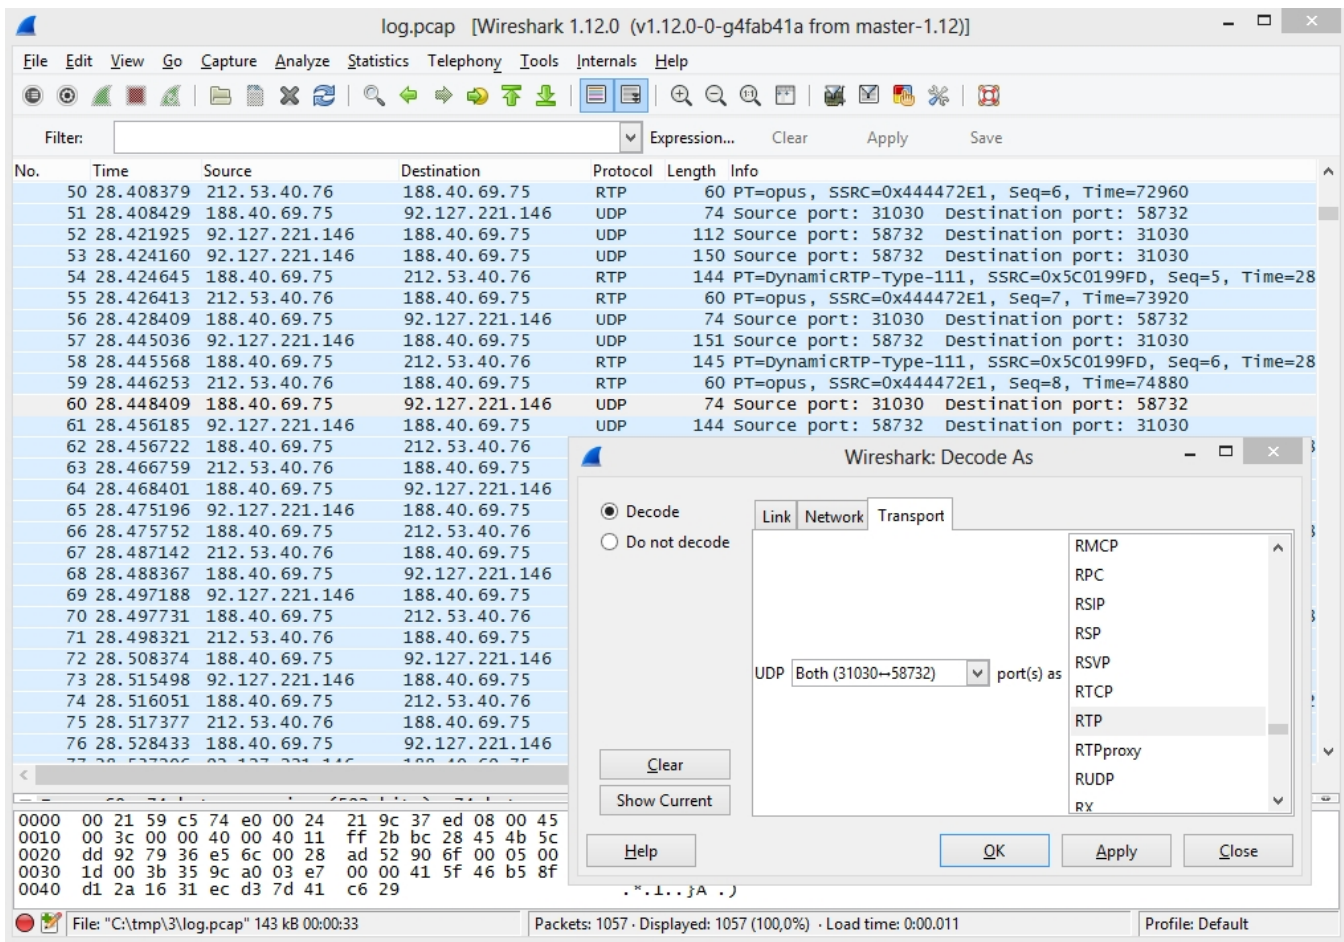 log.pcap [Wireshark 1.12.0 (v1.12.0-0-g4fab41a from master-1.12)]
File Edit View Go Capture Analyze Statistics Telephony Tools Internals Help
Filter: Expression... Clear Apply Save
No. Time Source Destination Protocol Length Info
50 28.408379 212.53.40.76 188.40.69.75 RTP 60 PT=opus, SSRC=0x444472E1, Seq=6, Time=72960
51 28.408429 188.40.69.75 92.127.221.146 UDP 74 Source port: 31030 Destination port: 58732
52 28.421925 92.127.221.146 188.40.69.75 UDP 112 Source port: 58732 Destination port: 31030
53 28.424160 92.127.221.146 188.40.69.75 UDP 150 Source port: 58732 Destination port: 31030
54 28.424645 188.40.69.75 212.53.40.76 RTP 144 PT=DynamicRTP-Type-111, SSRC=0x5C0199FD, Seq=5, Time=28
55 28.426413 212.53.40.76 188.40.69.75 RTP 60 PT=opus, SSRC=0x444472E1, Seq=7, Time=73920
56 28.428409 188.40.69.75 92.127.221.146 UDP 74 Source port: 31030 Destination port: 58732
57 28.445036 92.127.221.146 188.40.69.75 UDP 151 Source port: 58732 Destination port: 31030
58 28.445568 188.40.69.75 212.53.40.76 RTP 145 PT=DynamicRTP-Type-111, SSRC=0x5C0199FD, Seq=6, Time=28
59 28.446253 212.53.40.76 188.40.69.75 RTP 60 PT=opus, SSRC=0x444472E1, Seq=8, Time=74880
60 28.448409 188.40.69.75 92.127.221.146 UDP 74 Source port: 31030 Destination port: 58732
61 28.456185 92.127.221.146 188.40.69.75 UDP 144 Source port: 58732 Destination port: 31030
62 28.456722 188.40.69.75 212.53.40.76
63 28.466759 212.53.40.76 188.40.69.75
64 28.468401 188.40.69.75 92.127.221.146
65 28.475196 92.127.221.146 188.40.69.75
66 28.475752 188.40.69.75 212.53.40.76
67 28.487142 212.53.40.76 188.40.69.75
68 28.488367 188.40.69.75 92.127.221.146
69 28.497188 92.127.221.146 188.40.69.75
70 28.497731 188.40.69.75 212.53.40.76
71 28.498321 212.53.40.76 188.40.69.75
72 28.508374 188.40.69.75 92.127.221.146
73 28.515498 92.127.221.146 188.40.69.75
74 28.516051 188.40.69.75 212.53.40.76
75 28.517377 212.53.40.76 188.40.69.75
76 28.528433 188.40.69.75 92.127.221.146
Wireshark: Decode As
Decode
Do not decode
Link Network Transport
UDP Both (31030↔58732) port(s) as
RMCP
RPC
RSIP
RSP
RSVP
RTCP
RTP
RTPproxy
RUDP
RX
Clear
Show Current
Help OK Apply Close
0000 00 21 59 c5 74 e0 00 24 21 9c 37 ed 08 00 45
0010 00 3c 00 00 40 00 40 11 ff 2b bc 28 45 4b 5c
0020 dd 92 79 36 e5 6c 00 28 ad 52 90 6f 00 05 00
0030 1d 00 3b 35 9c a0 03 e7 00 00 41 5f 46 b5 8f
0040 d1 2a 16 31 ec d3 7d 41 c6 29 .*.1..}A .)
File: "C:\tmp\3\log.pcap" 143 kB 00:00:33
Packets: 1057 · Displayed: 1057 (100,0%) · Load time: 0:00.011
Profile: Default